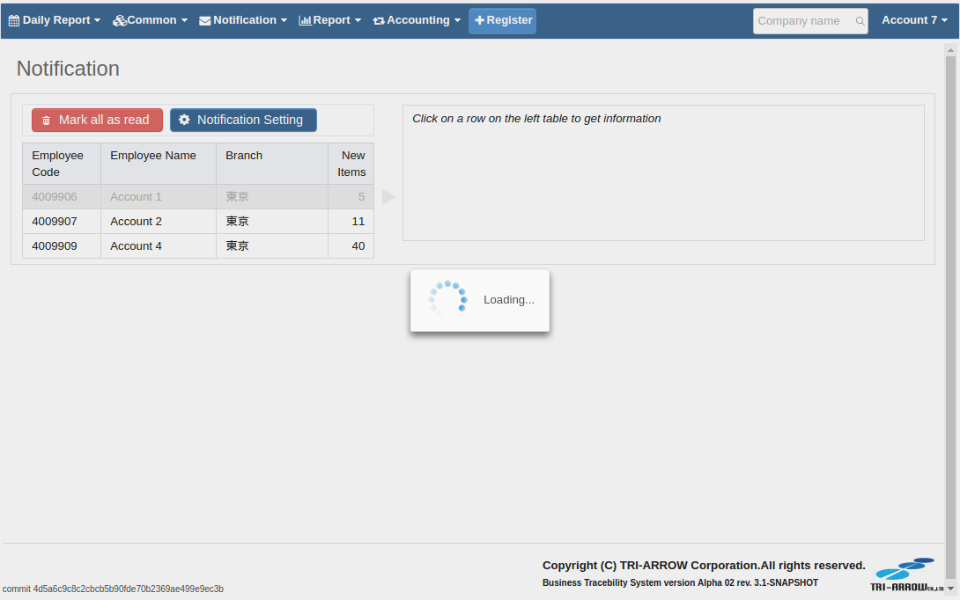 Daily Report Common Notification Report Accounting Register Company name Account 7
Notification
Mark all as read Notification Setting
Click on a row on the left table to get information
Employee Code Employee Name Branch New Items
4009906 Account 1 東京 5
4009907 Account 2 東京 11
4009909 Account 4 東京 40
Loading...
Copyright (C) TRI-ARROW Corporation.All rights reserved.
Business Tracebility System version Alpha 02 rev. 3.1-SNAPSHOT
TRI-ARROW CO.,LTD
commit 4d5a6c9c8c2cbcb5b90fde70b2369ae499e9ec3b